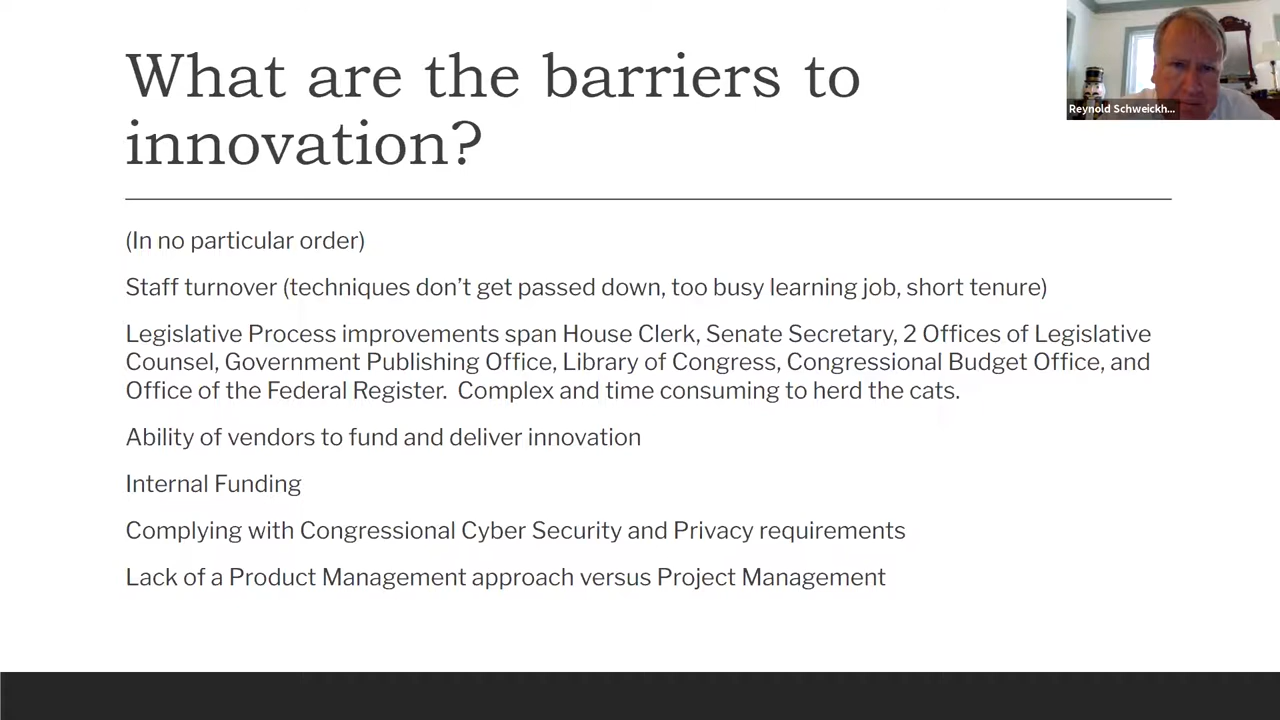 What are the barriers to
innovation?
Reynold Schweickh...
(In no particular order)
Staff turnover (techniques don’t get passed down, too busy learning job, short tenure)
Legislative Process improvements span House Clerk, Senate Secretary, 2 Offices of Legislative
Counsel, Government Publishing Office, Library of Congress, Congressional Budget Office, and
Office of the Federal Register.  Complex and time consuming to herd the cats.
Ability of vendors to fund and deliver innovation
Internal Funding
Complying with Congressional Cyber Security and Privacy requirements
Lack of a Product Management approach versus Project Management